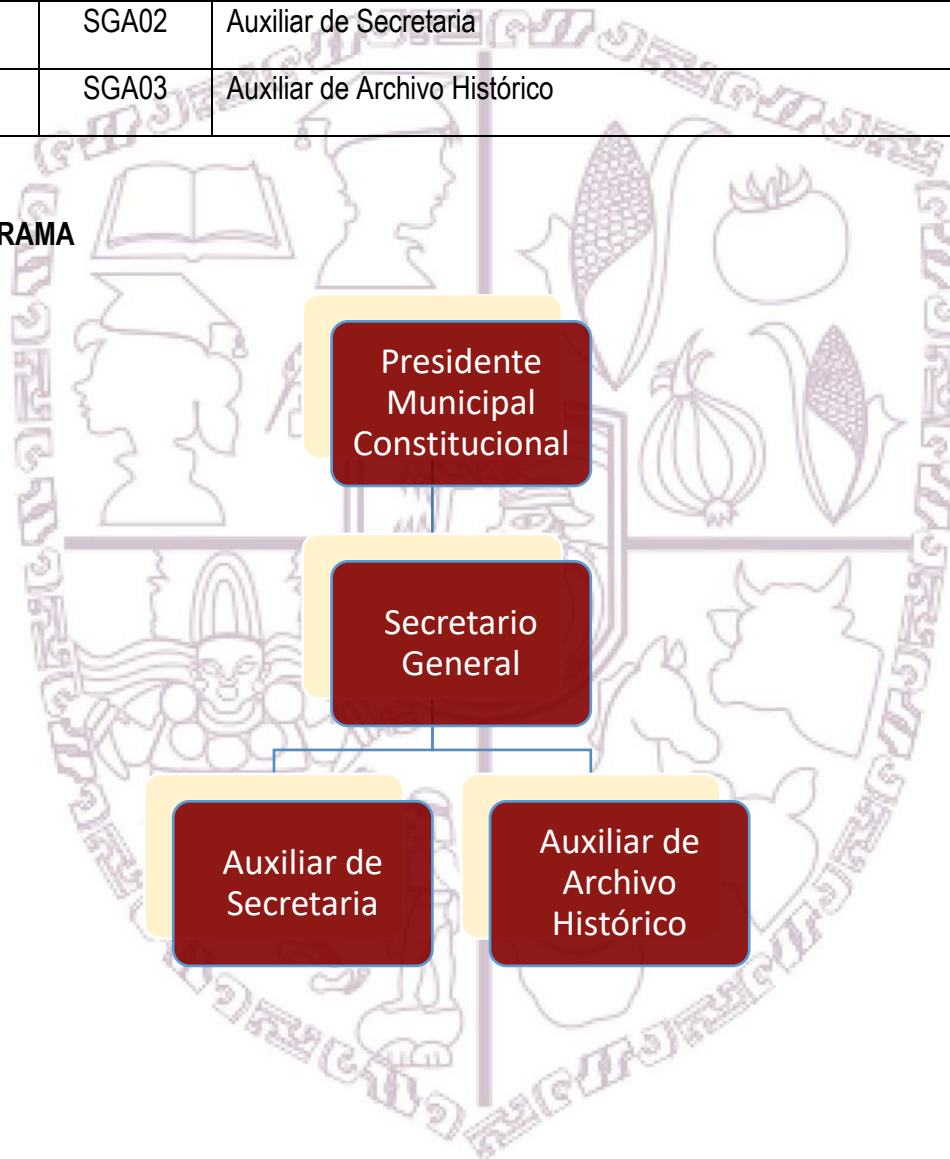 SGA02 Auxiliar de Secretaria
SGA03 Auxiliar de Archivo Histórico
RAMA
Presidente
Municipal
Constitucional
Secretario
General
Auxiliar de
Secretaria
Auxiliar de
Archivo
Histórico